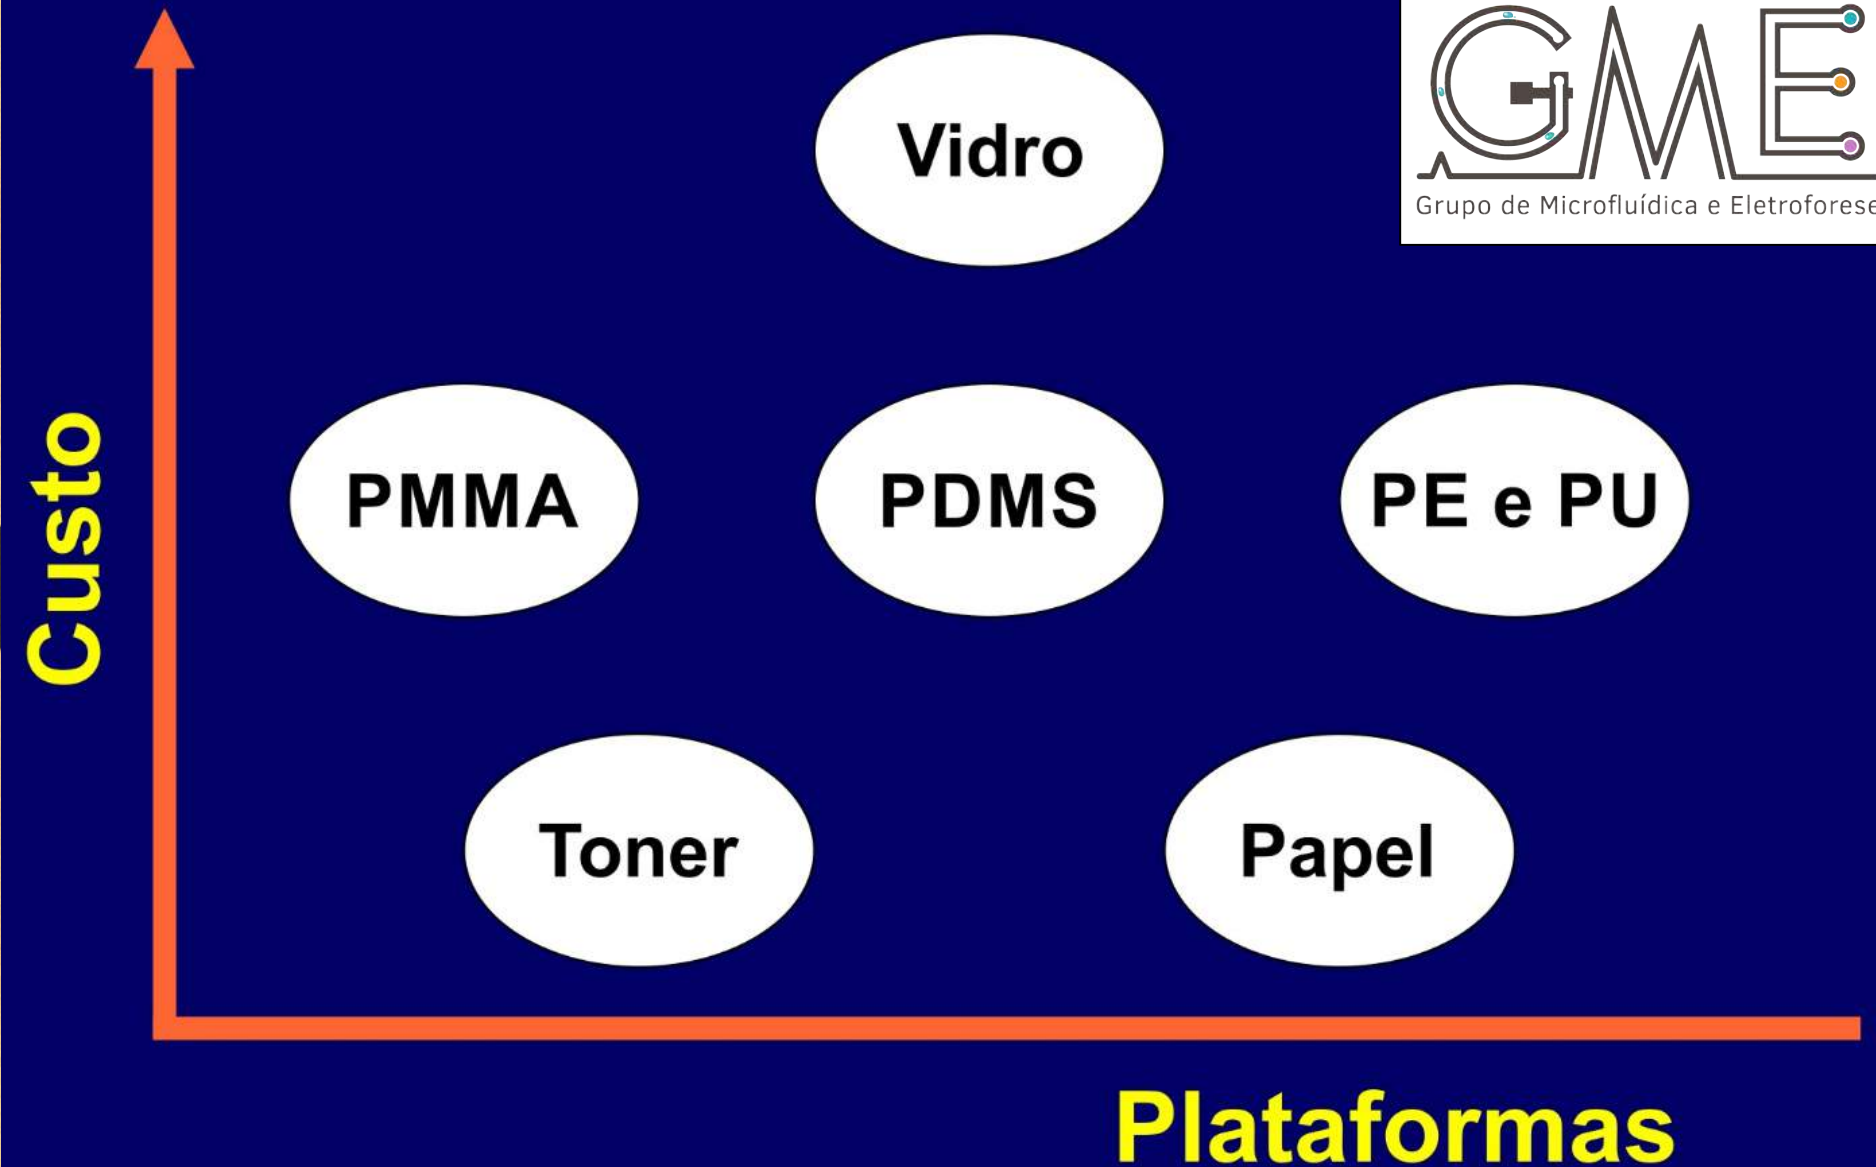 GME
Grupo de Microfluídica e Eletroforese
Vidro
Custo
PMMA
PDMS
PE e PU
Toner
Papel
Plataformas